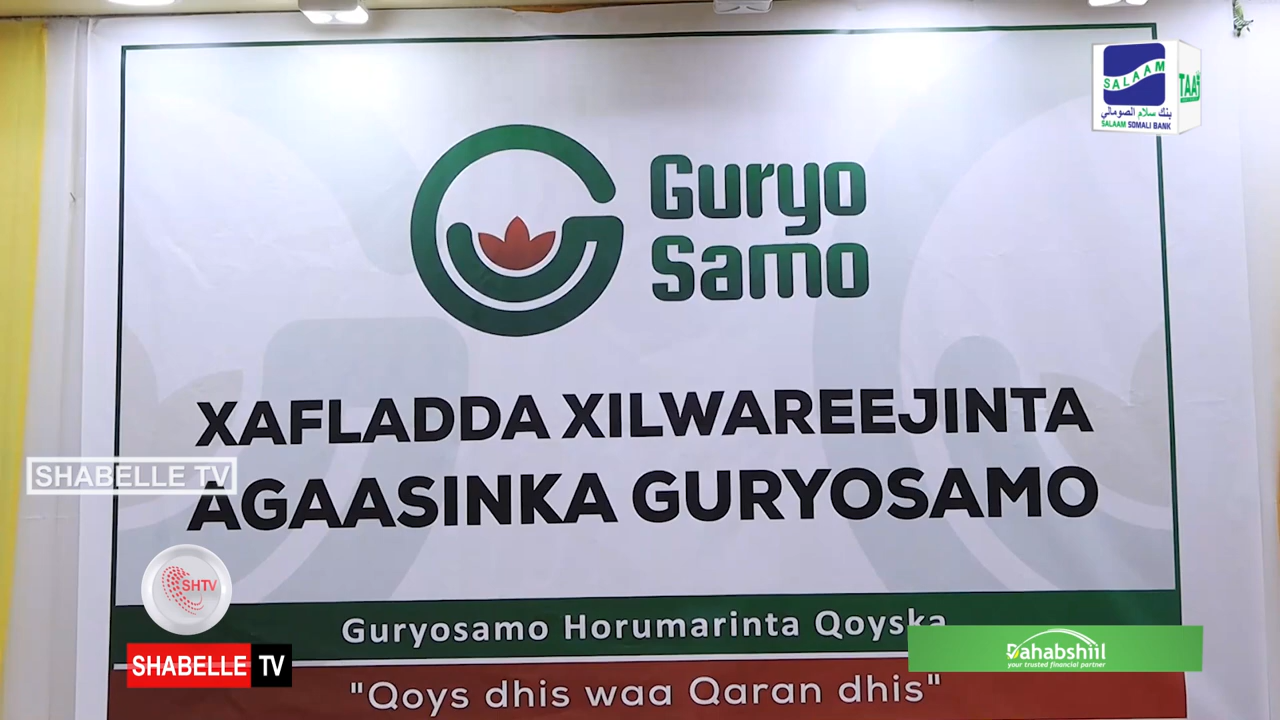 SALAAM
TAAJ
بنك سلام الصومالي
SALAAM SOMALI BANK
Guryo
Samo
XAFLADDA XILWAREEJINTA
AGAASINKA GURYOSAMO
SHABELLE TV
SHTV
Guryosamo Horumarinta Qoyska
Dahabshiil
your trusted financial partner
SHABELLE TV
"Qoys dhis waa Qaran dhis"